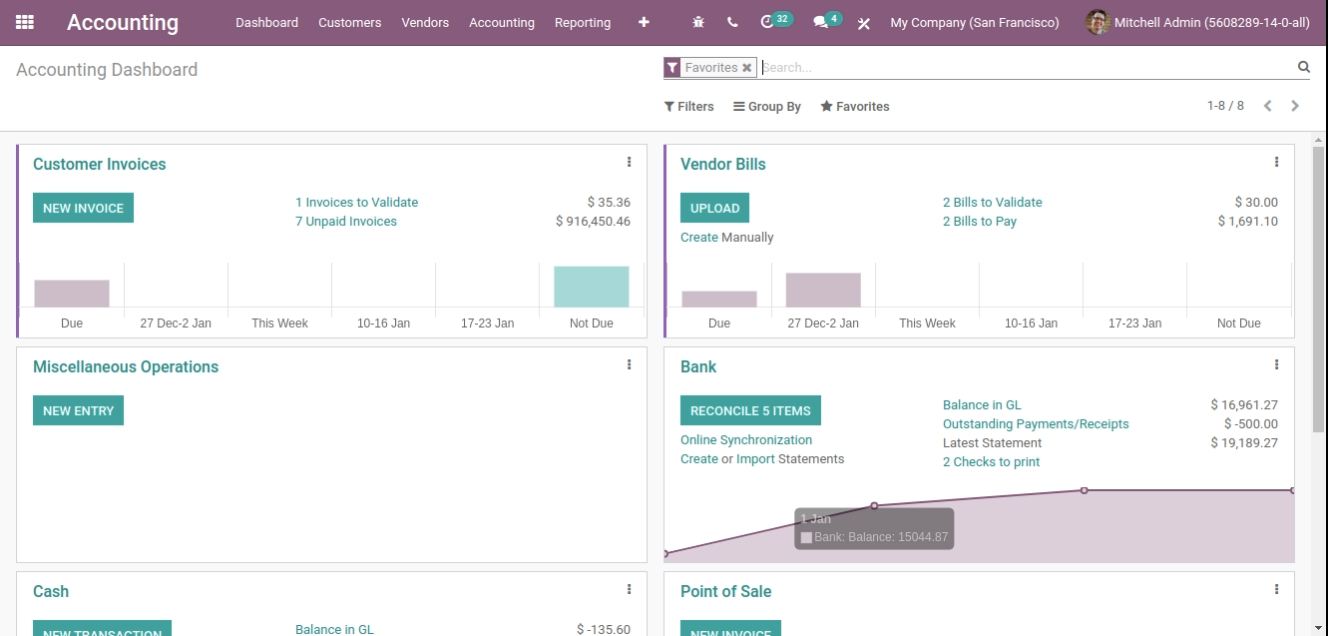 Accounting Dashboard Customers Vendors Accounting Reporting 32 4 My Company (San Francisco) Mitchell Admin (5608289-14-0-all)
Accounting Dashboard
Favorites Search...
Filters Group By Favorites 1-8 / 8
Customer Invoices
NEW INVOICE
1 Invoices to Validate $ 35.36
7 Unpaid Invoices $ 916,450.46
Due 27 Dec-2 Jan This Week 10-16 Jan 17-23 Jan Not Due
Vendor Bills
UPLOAD
Create Manually
2 Bills to Validate $ 30.00
2 Bills to Pay $ 1,691.10
Due 27 Dec-2 Jan This Week 10-16 Jan 17-23 Jan Not Due
Miscellaneous Operations
NEW ENTRY
Bank
RECONCILE 5 ITEMS
Online Synchronization
Create or Import Statements
Balance in GL $ 16,961.27
Outstanding Payments/Receipts $ -500.00
Latest Statement $ 19,189.27
2 Checks to print
1 Jan
Bank: Balance: 15044.87
Cash
NEW TRANSACTION
Balance in GL $ -135.60
Point of Sale
NEW INVOICE